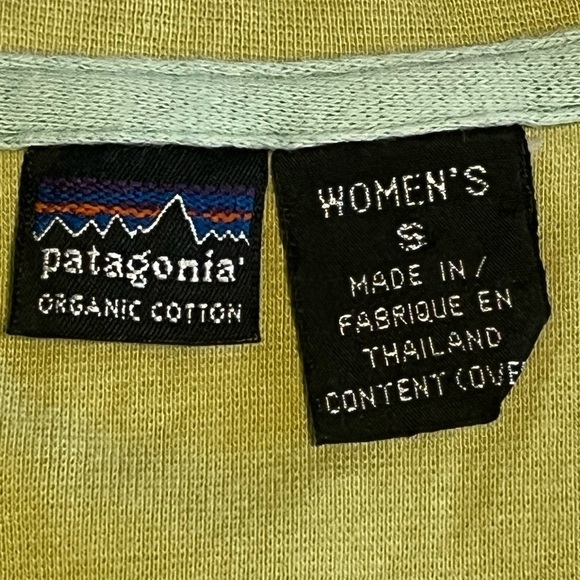 patagonia
ORGANIC COTTON
WOMEN'S
S
MADE IN /
FABRIQUE EN
THAILAND
CONTENT (OVE